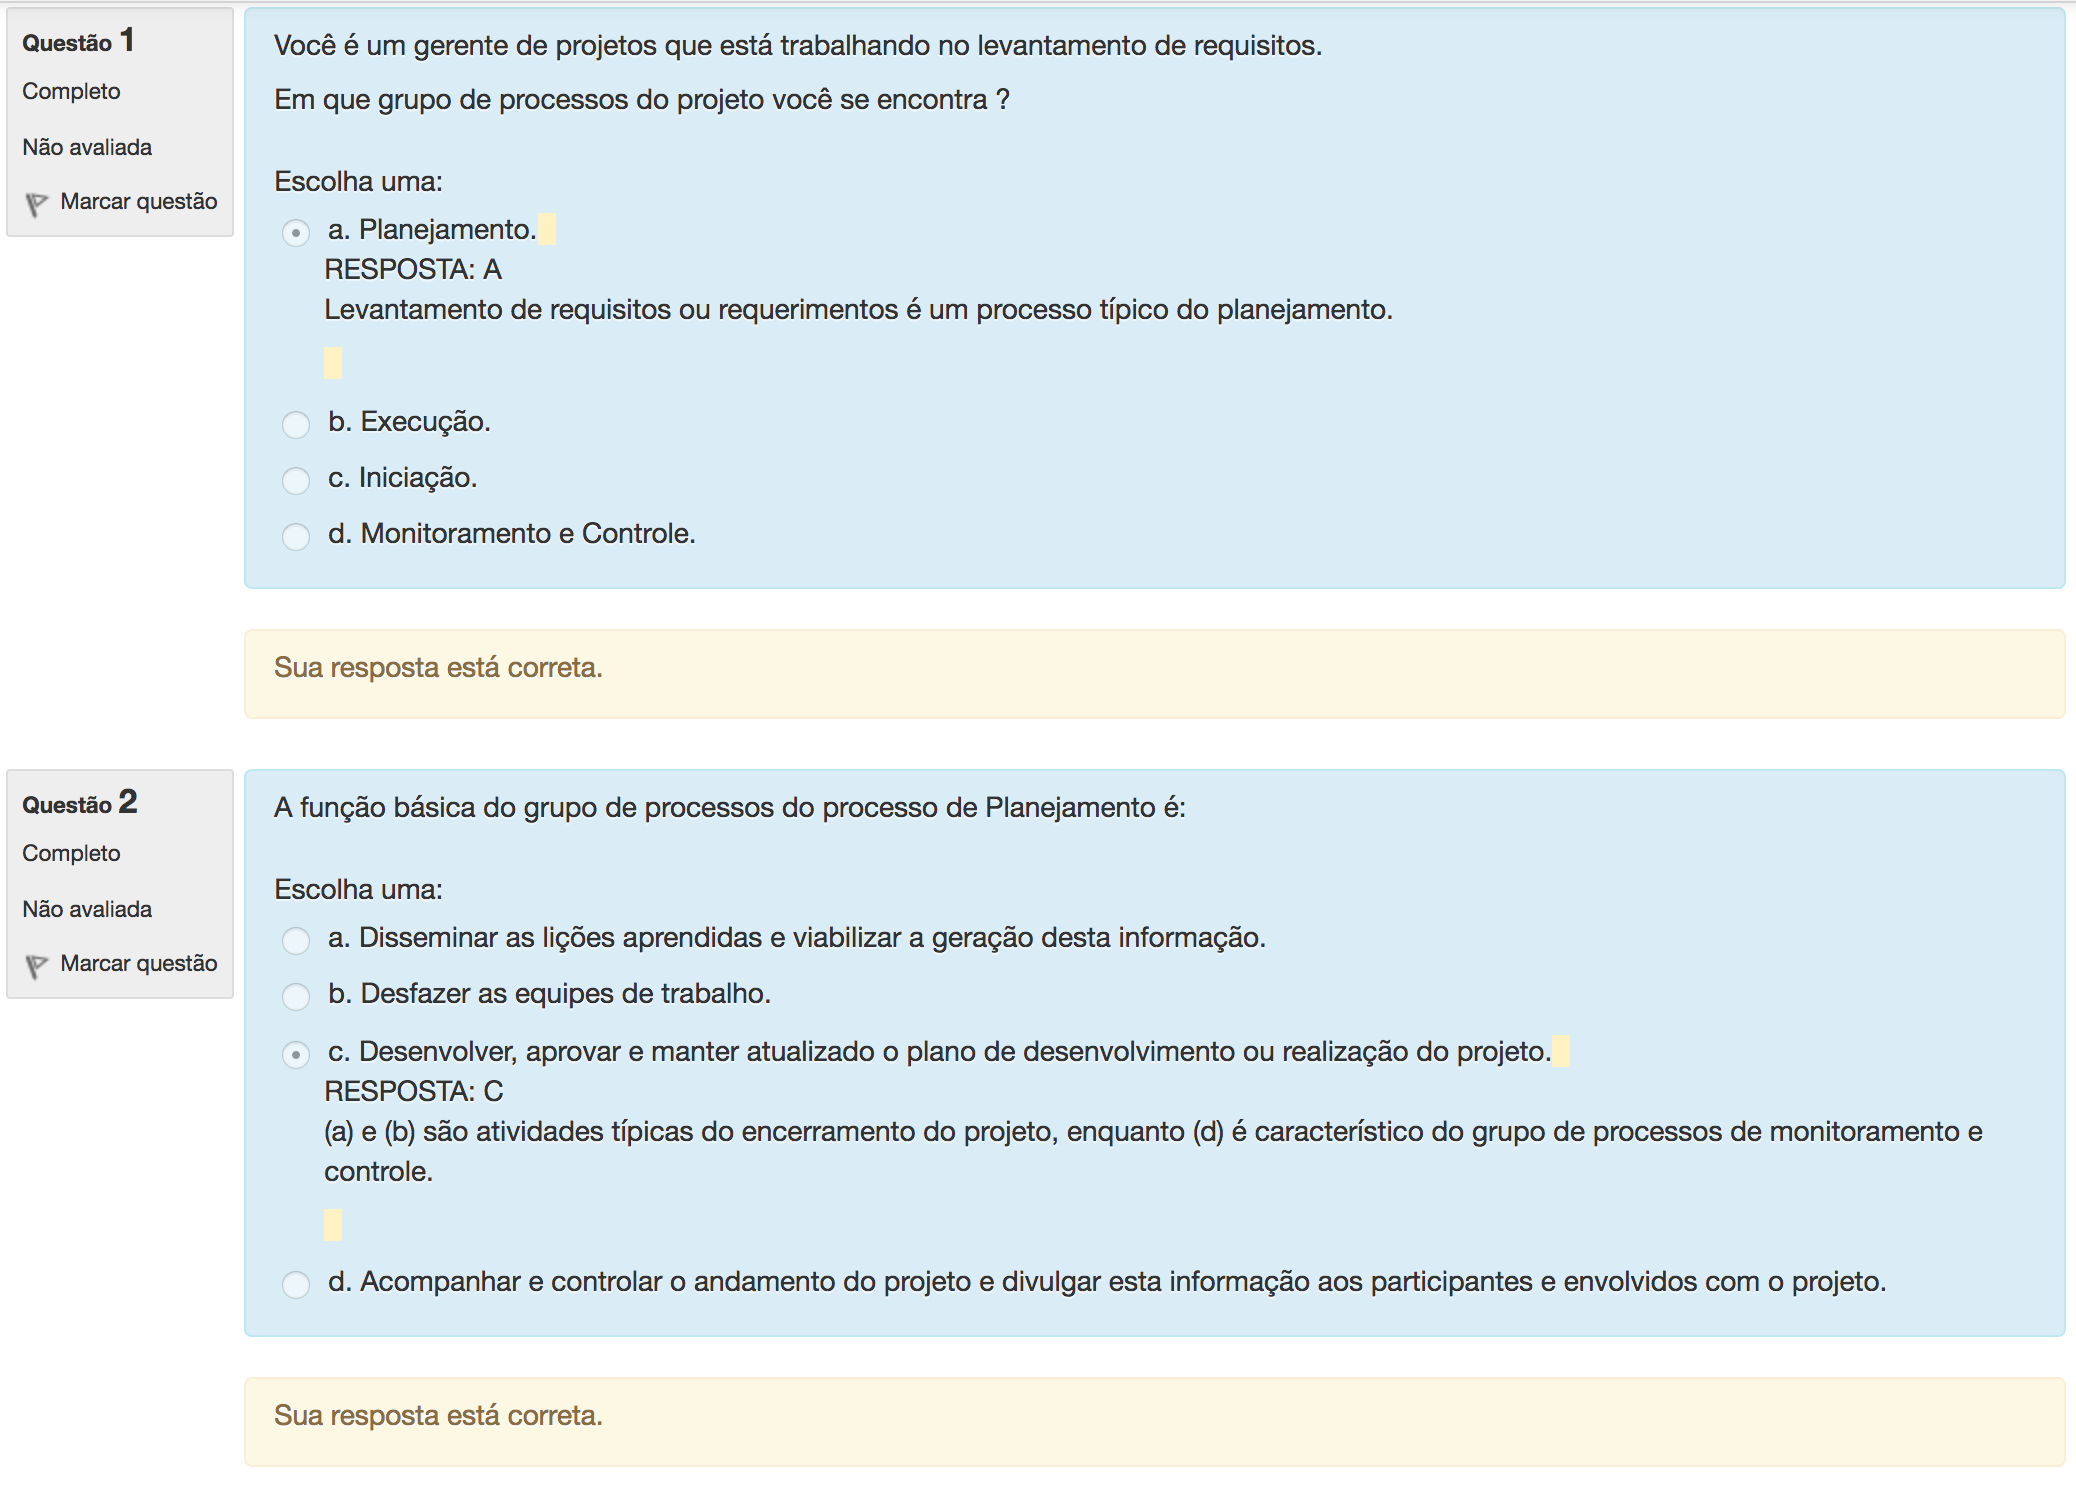 Questão 1
Completo
Não avaliada
Marcar questão
Você é um gerente de projetos que está trabalhando no levantamento de requisitos.
Em que grupo de processos do projeto você se encontra ?
Escolha uma:
a. Planejamento.
RESPOSTA: A
Levantamento de requisitos ou requerimentos é um processo típico do planejamento.
b. Execução.
c. Iniciação.
d. Monitoramento e Controle.
Sua resposta está correta.
Questão 2
Completo
Não avaliada
Marcar questão
A função básica do grupo de processos do processo de Planejamento é:
Escolha uma:
a. Disseminar as lições aprendidas e viabilizar a geração desta informação.
b. Desfazer as equipes de trabalho.
c. Desenvolver, aprovar e manter atualizado o plano de desenvolvimento ou realização do projeto.
RESPOSTA: C
(a) e (b) são atividades típicas do encerramento do projeto, enquanto (d) é característico do grupo de processos de monitoramento e
controle.
d. Acompanhar e controlar o andamento do projeto e divulgar esta informação aos participantes e envolvidos com o projeto.
Sua resposta está correta.